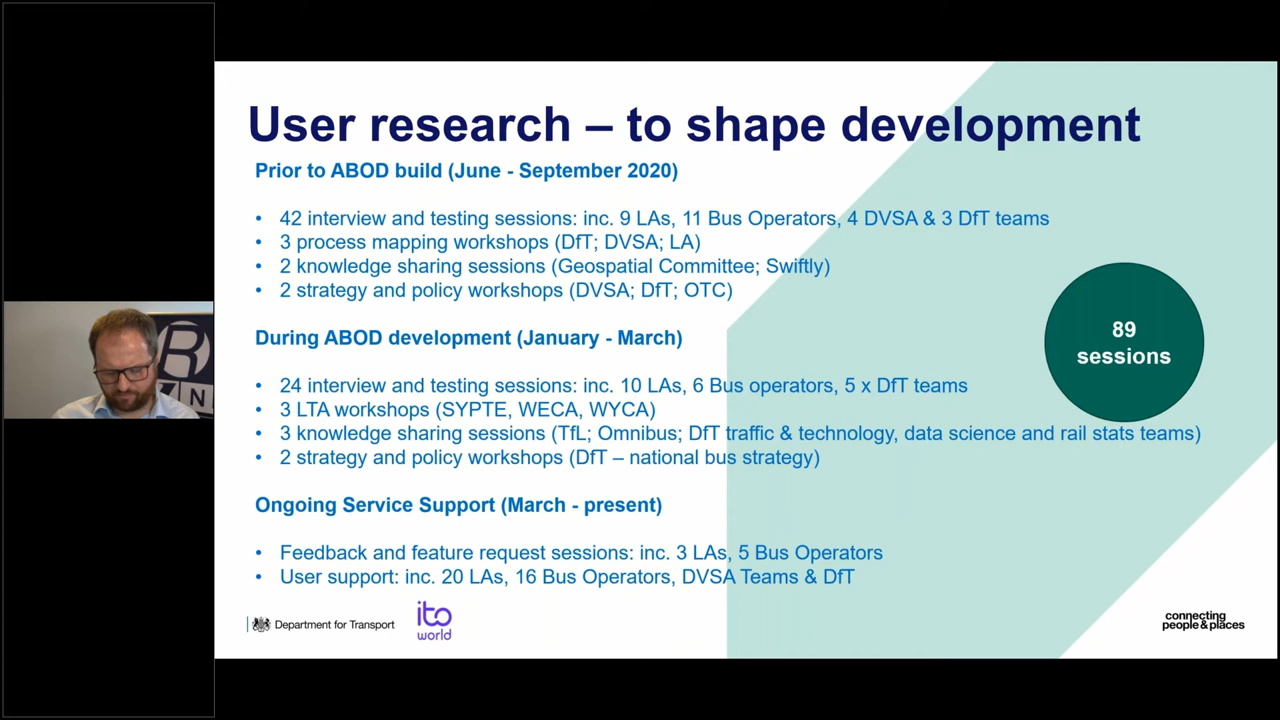 User research – to shape development
Prior to ABOD build (June - September 2020)
• 42 interview and testing sessions: inc. 9 LAs, 11 Bus Operators, 4 DVSA & 3 DfT teams
• 3 process mapping workshops (DfT; DVSA; LA)
• 2 knowledge sharing sessions (Geospatial Committee; Swiftly)
• 2 strategy and policy workshops (DVSA; DfT; OTC)
During ABOD development (January - March)
• 24 interview and testing sessions: inc. 10 LAs, 6 Bus operators, 5 x DfT teams
• 3 LTA workshops (SYPTE, WECA, WYCA)
• 3 knowledge sharing sessions (TfL; Omnibus; DfT traffic & technology, data science and rail stats teams)
• 2 strategy and policy workshops (DfT – national bus strategy)
Ongoing Service Support (March - present)
• Feedback and feature request sessions: inc. 3 LAs, 5 Bus Operators
• User support: inc. 20 LAs, 16 Bus Operators, DVSA Teams & DfT
89
sessions
Department for Transport
ito
world
connecting
people&places